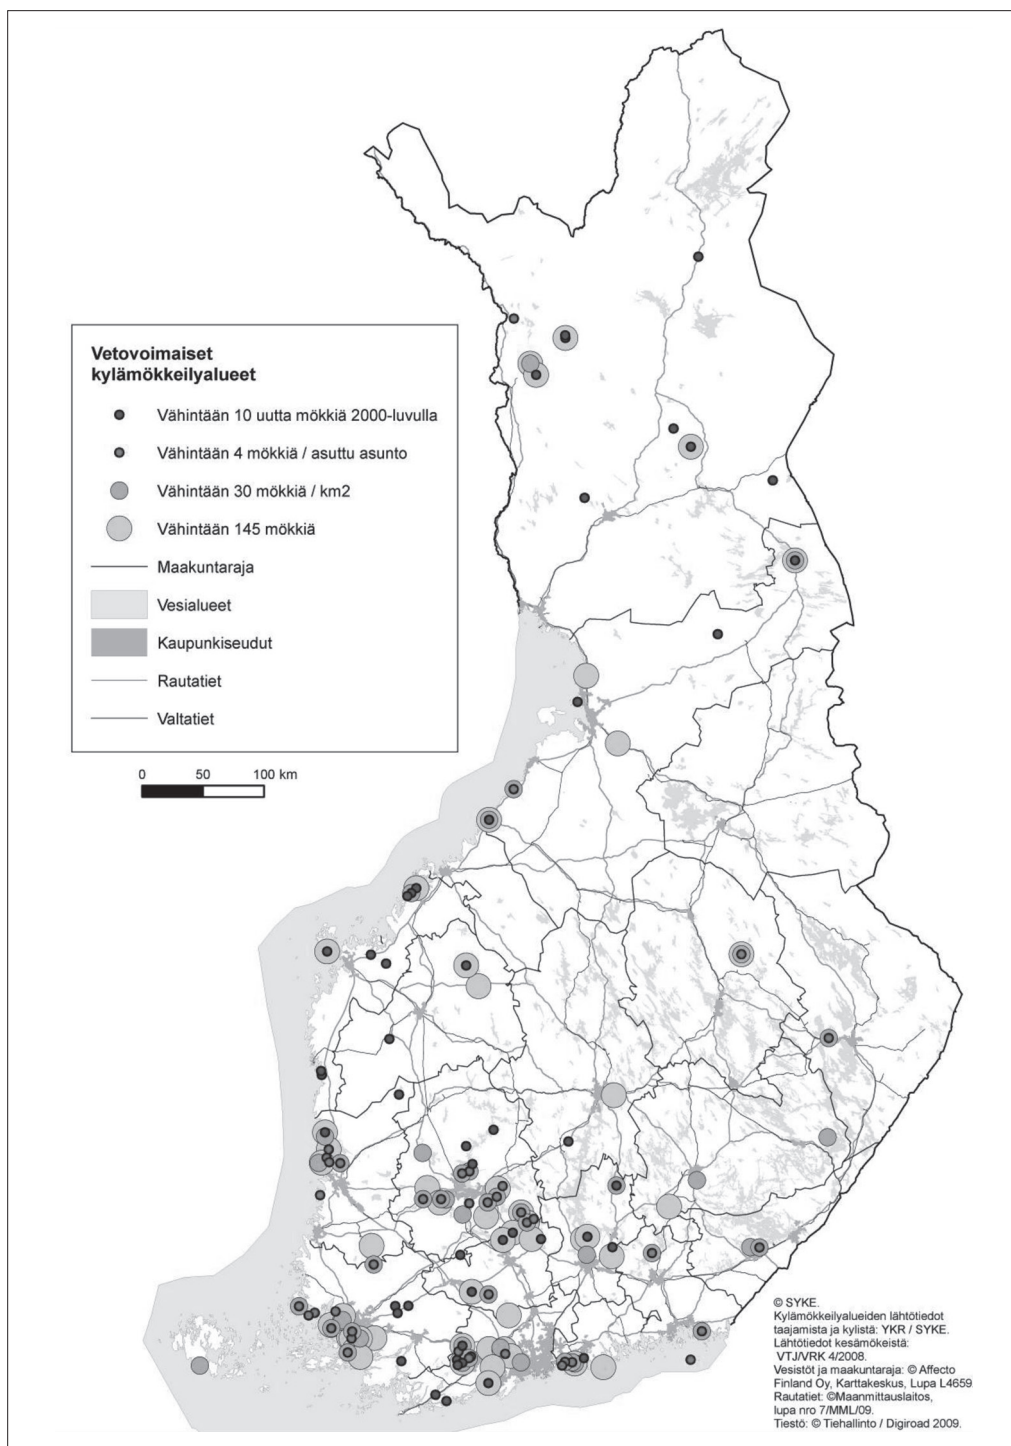 Vetovoimaiset
kylämökkeilyalueet
Vähintään 10 uutta mökkiä 2000-luvulla
Vähintään 4 mökkiä / asuttu asunto
Vähintään 30 mökkiä / km2
Vähintään 145 mökkiä
Maakuntaraja
Vesialueet
Kaupunkiseudut
Rautatiet
Valtatiet
0 50 100 km
© SYKE.
Kylämökkeilyalueiden lähtötiedot
taajamista ja kylistä: YKR / SYKE.
Lähtötiedot kesämökeistä:
VTJ/VRK 4/2008.
Vesistöt ja maakuntaraja: © Affecto
Finland Oy, Karttakeskus, Lupa L4659
Rautatiet: ©Maanmittauslaitos,
lupa nro 7/MML/09.
Tiestö: © Tiehallinto / Digiroad 2009.